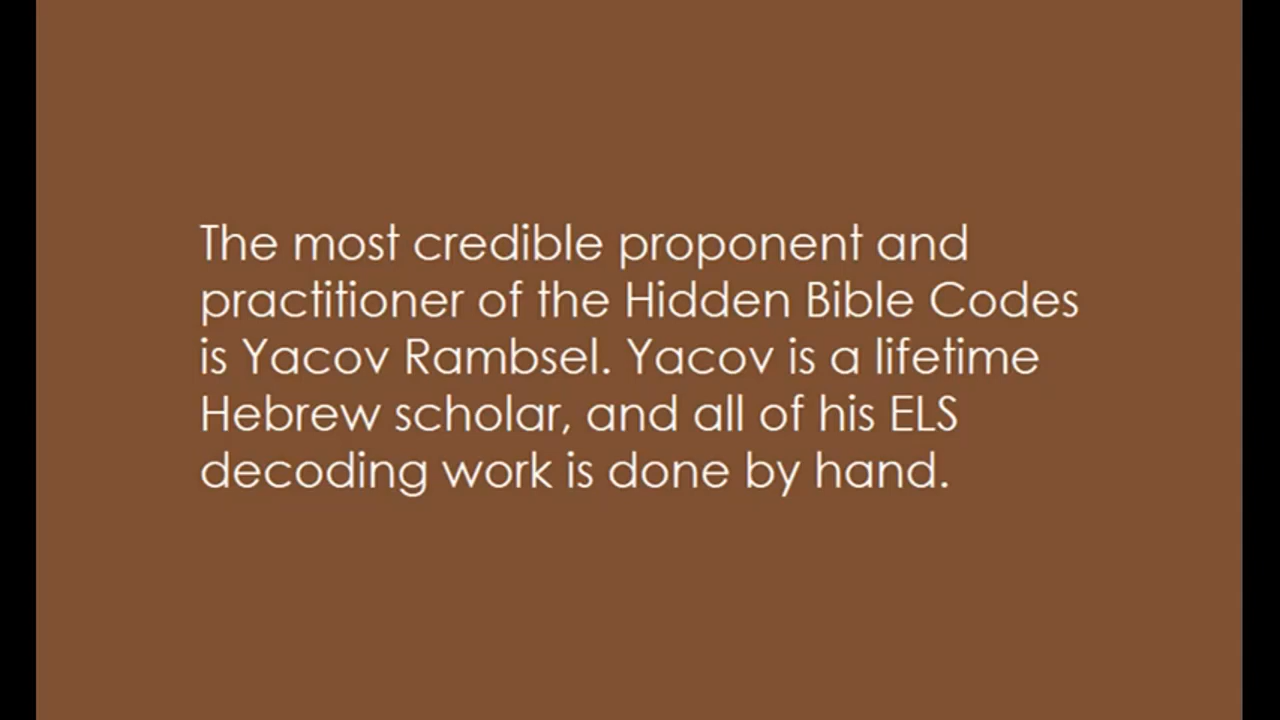 The most credible proponent and
practitioner of the Hidden Bible Codes
is Yacov Rambsel. Yacov is a lifetime
Hebrew scholar, and all of his ELS
decoding work is done by hand.